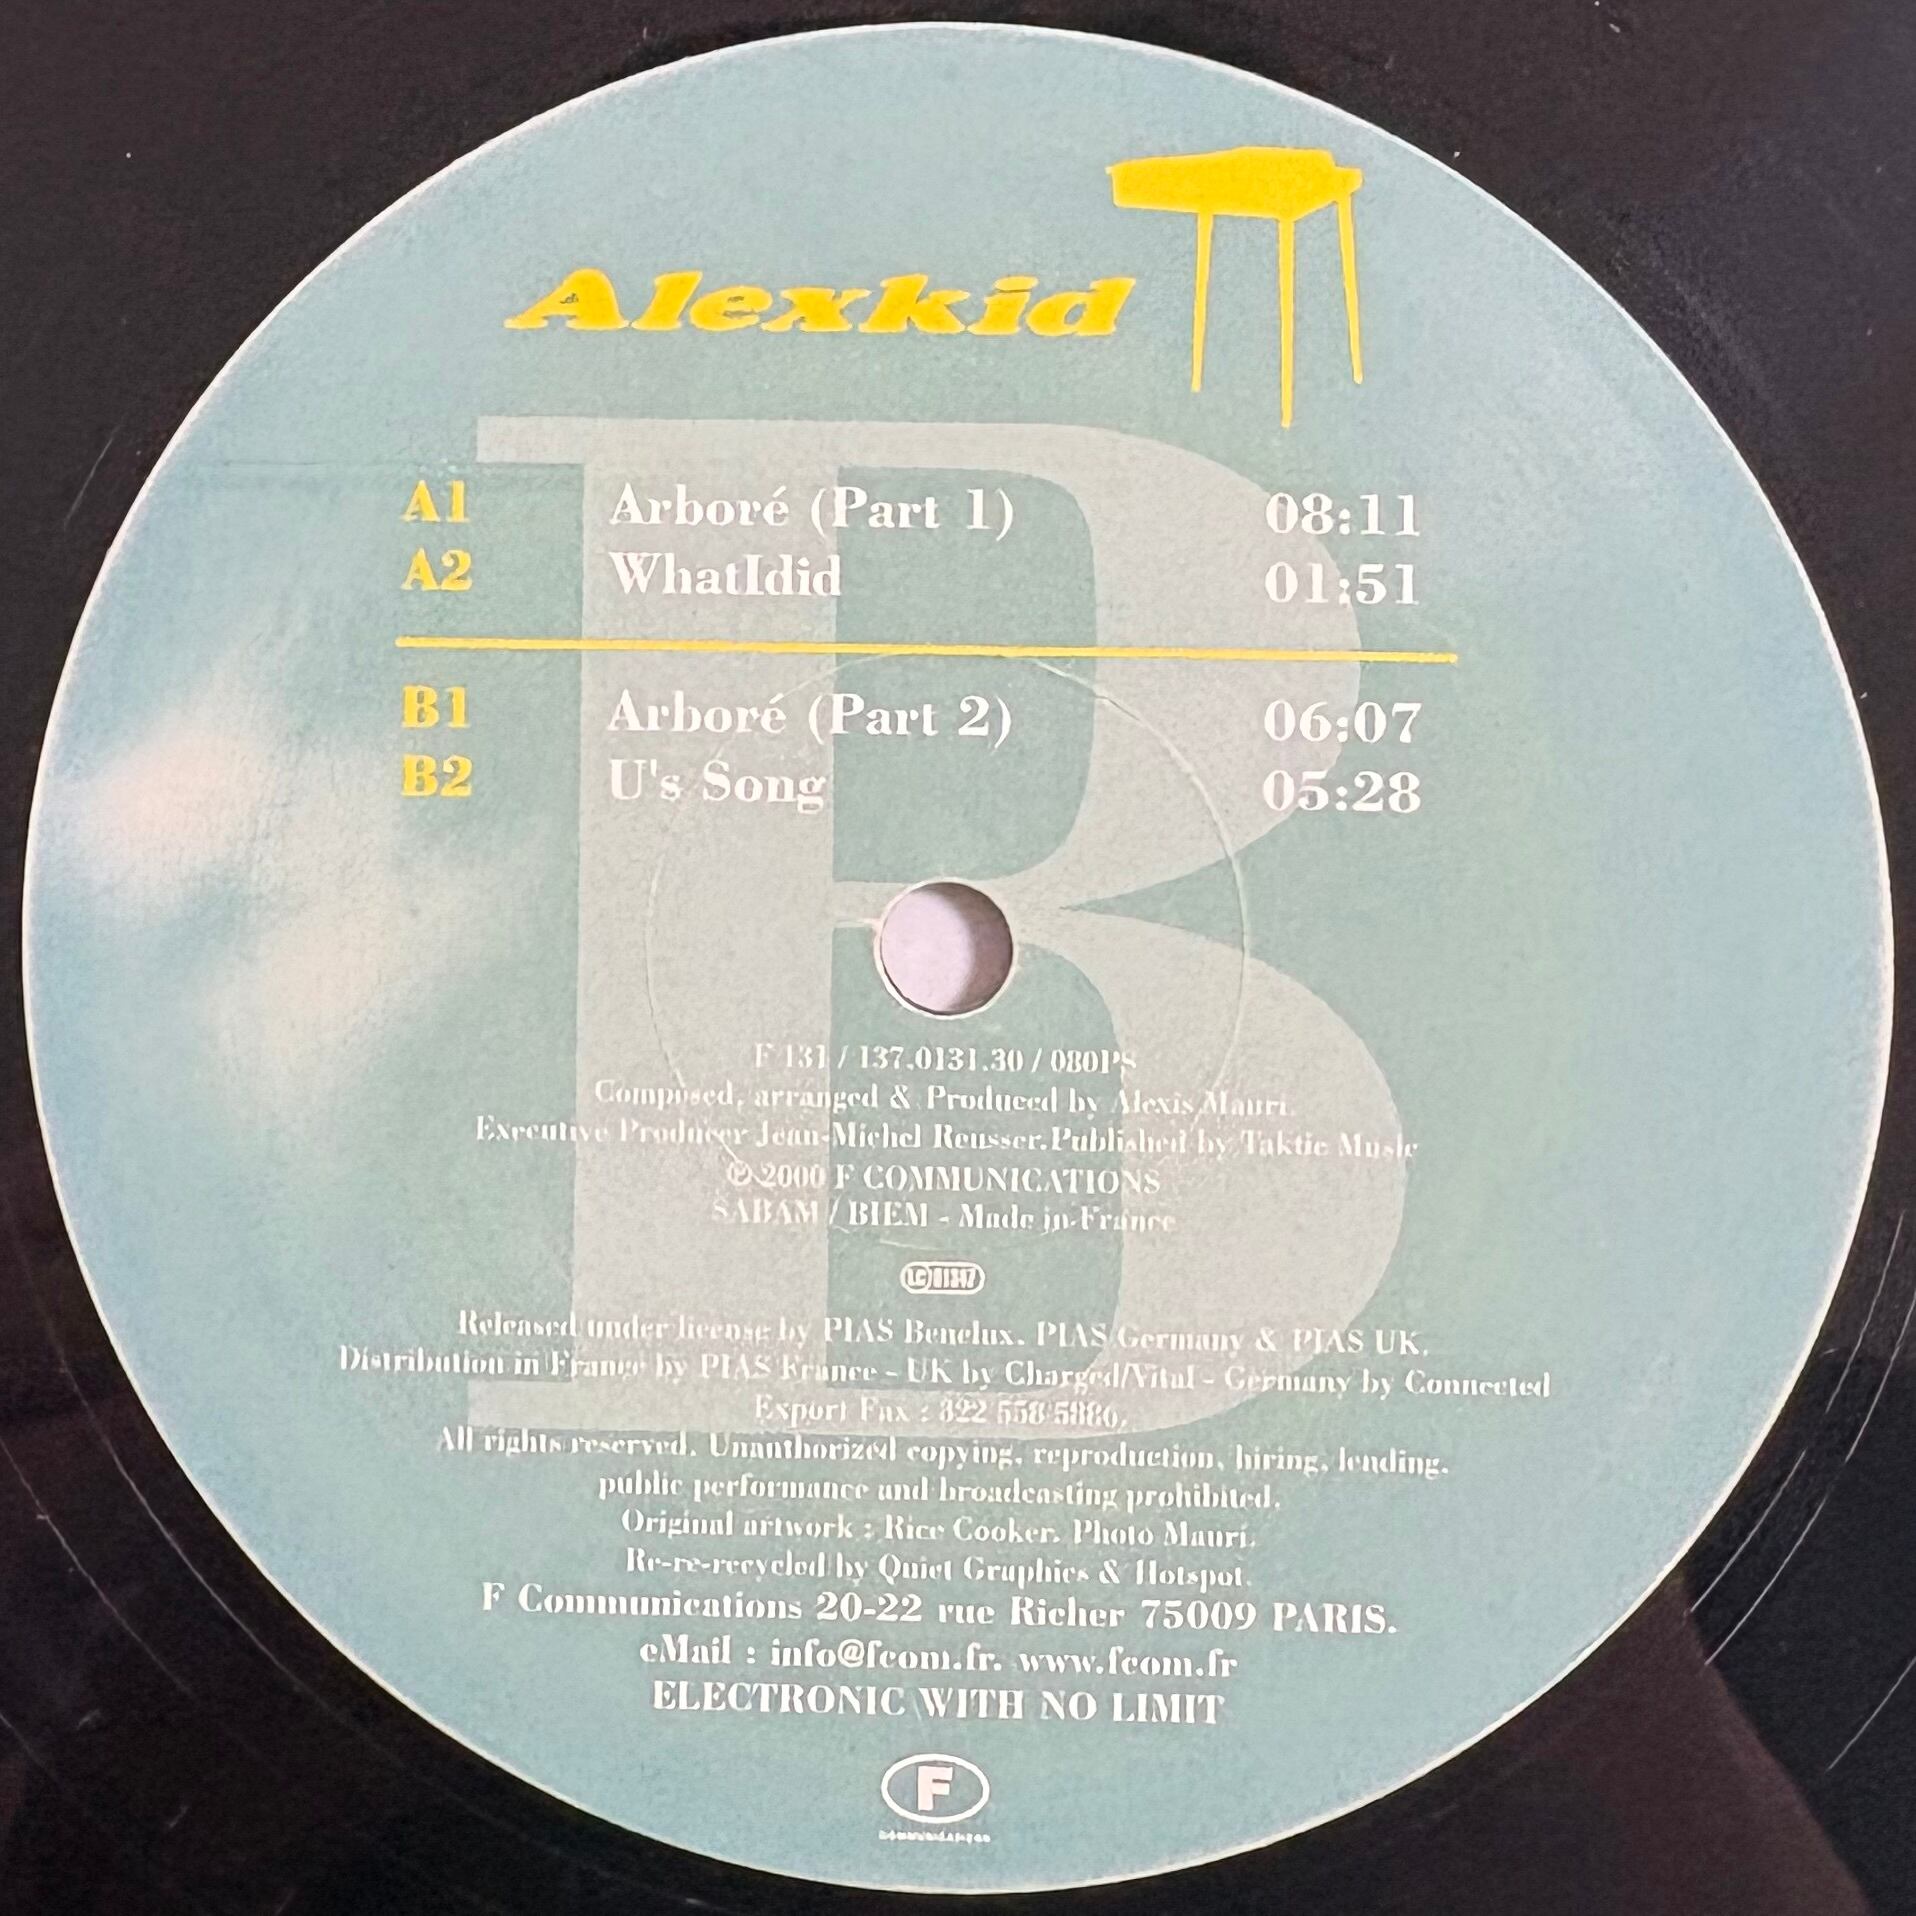 Alexkid
A1 Arboré (Part 1) 08:11
A2 WhatIdid 01:51
B1 Arboré (Part 2) 06:07
B2 U's Song 05:28
B
F 131 / 137.0131.30 / 080PS
Composed, arranged & Produced by Alexis Mauri.
Executive Producer Jean-Michel Reusser.Published by Taktic Music
℗ 2000 F COMMUNICATIONS
SABAM / BIEM - Made in France
LC 01347
Released under license by PIAS Benelux. PIAS Germany & PIAS UK.
Distribution in France by PIAS France - UK by Charged/Vital - Germany by Connected
Export Fax : 322 558 5880.
All rights reserved. Unauthorized copying, reproduction, hiring, lending,
public performance and broadcasting prohibited.
Original artwork : Rice Cooker. Photo Mauri.
Re-re-recycled by Quiet Graphics & Hotspot.
F Communications 20-22 rue Richer 75009 PARIS.
eMail : info@fcom.fr. www.fcom.fr
ELECTRONIC WITH NO LIMIT
F
COMMUNICATIONS